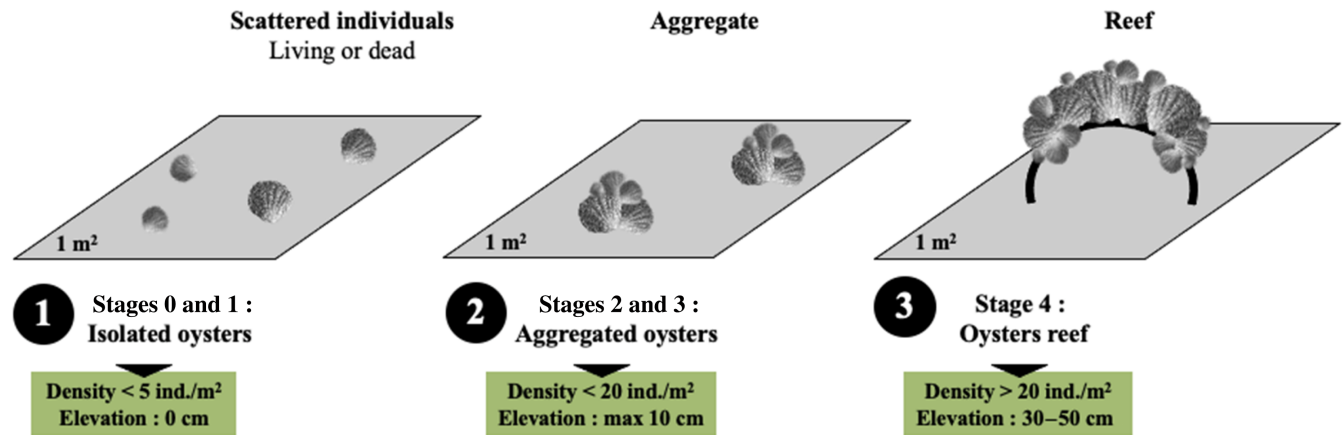 Scattered individuals
Living or dead
Aggregate
Reef
1 m²
1 m²
1 m²
1
Stages 0 and 1 :
Isolated oysters
2
Stages 2 and 3 :
Aggregated oysters
3
Stage 4 :
Oysters reef
Density < 5 ind./m²
Elevation : 0 cm
Density < 20 ind./m²
Elevation : max 10 cm
Density > 20 ind./m²
Elevation : 30–50 cm